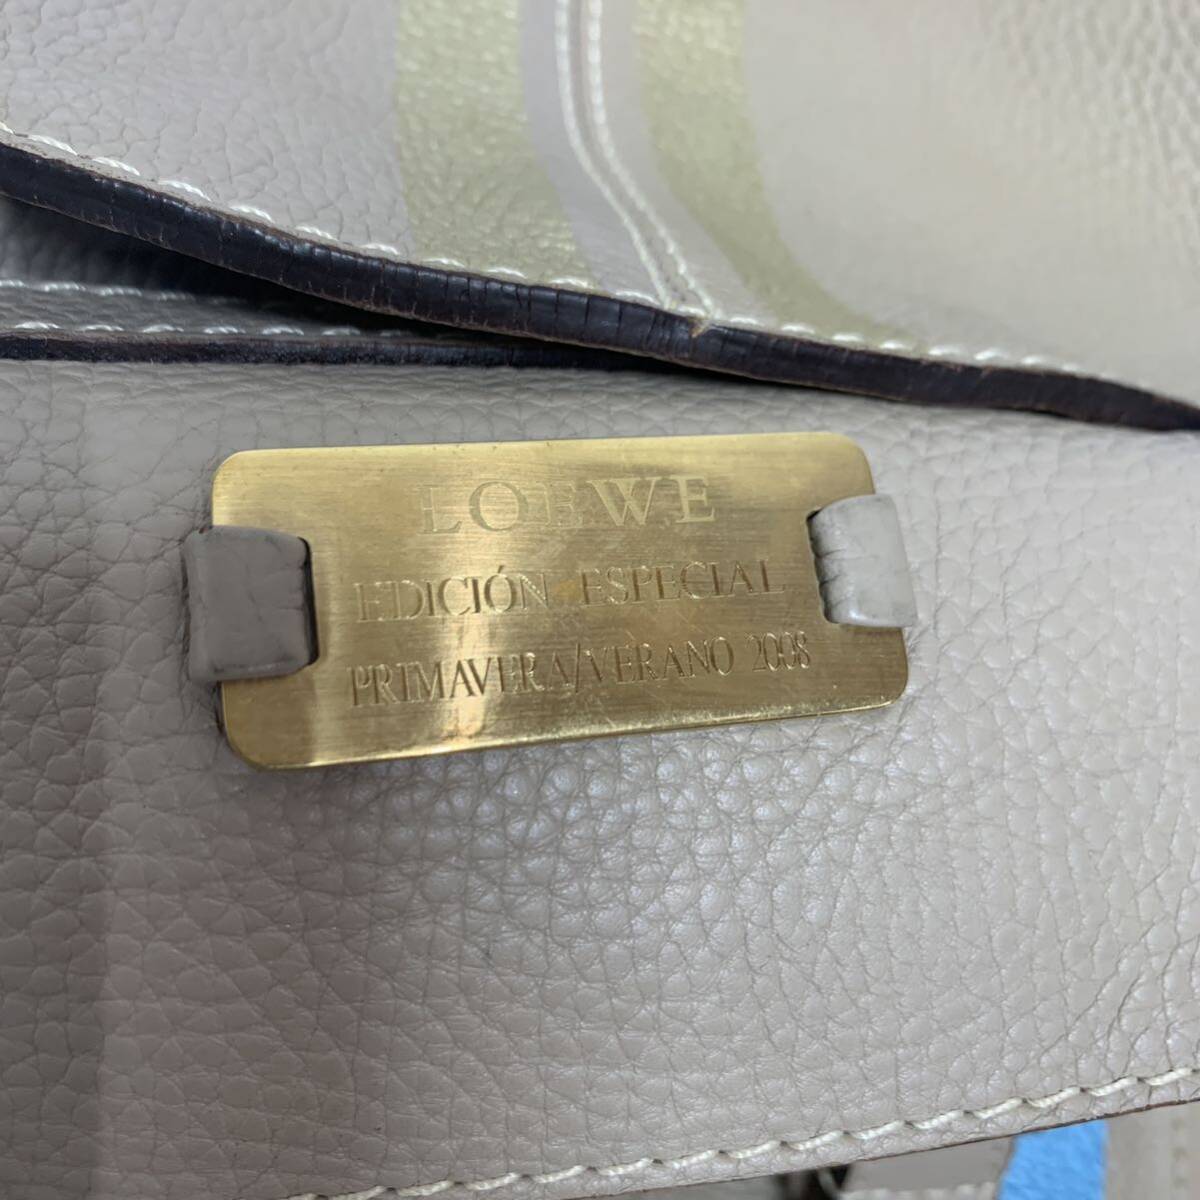 LOEWE
EDICIÓN ESPECIAL
PRIMAVERA/VERANO 2008